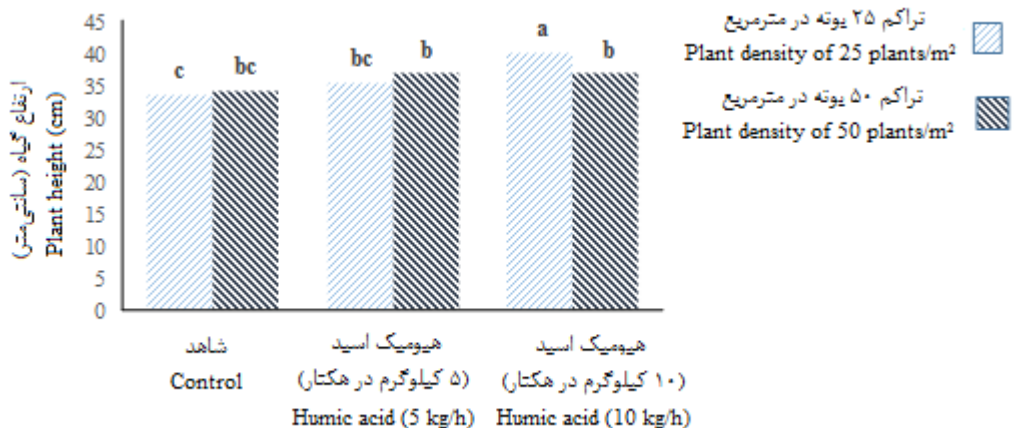 ارتفاع گیاه (سانتی‌متر)
Plant height (cm)
45
40
35
30
25
20
15
10
5
0
c
bc
bc
b
a
b
شاهد
Control
هیومیک اسید
(۵ کیلوگرم در هکتار)
Humic acid (5 kg/h)
هیومیک اسید
(۱۰ کیلوگرم در هکتار)
Humic acid (10 kg/h)
تراکم ۲۵ بوته در مترمربع
Plant density of 25 plants/m²
تراکم ۵۰ بوته در مترمربع
Plant density of 50 plants/m²